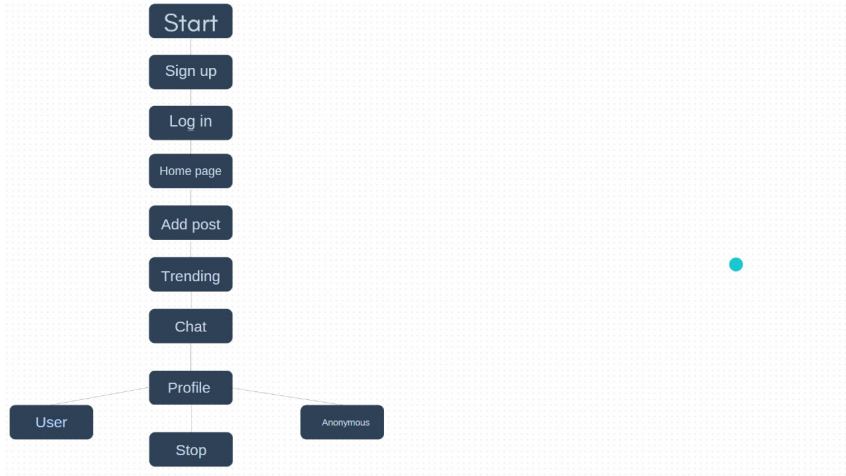 Start
Sign up
Log in
Home page
Add post
Trending
Chat
Profile
User
Anonymous
Stop